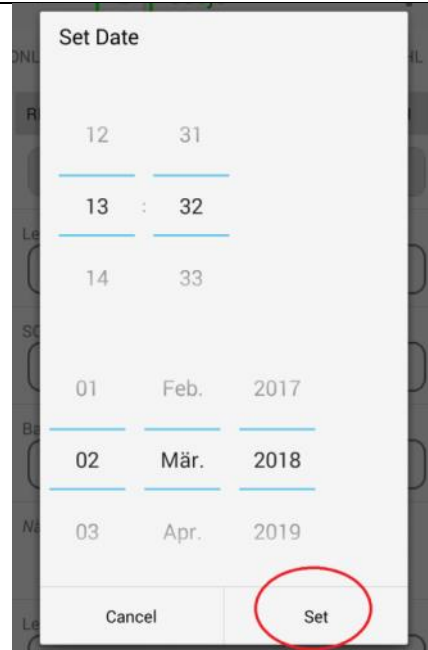 Set Date
12 31
13 : 32
14 33
01 Feb. 2017
02 Mär. 2018
03 Apr. 2019
Cancel Set